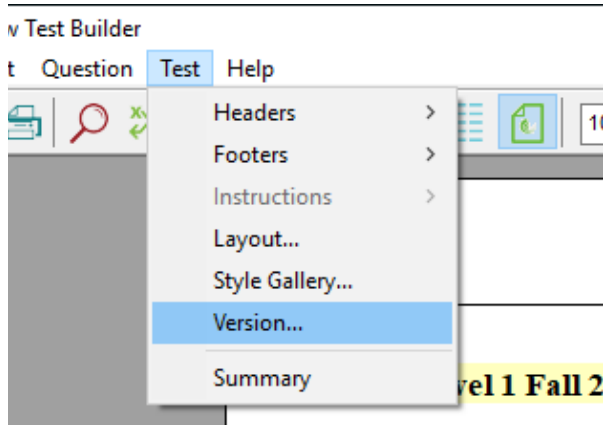 w Test Builder
t Question Test Help
Headers
Footers
Instructions
Layout...
Style Gallery...
Version...
Summary
vel 1 Fall 2